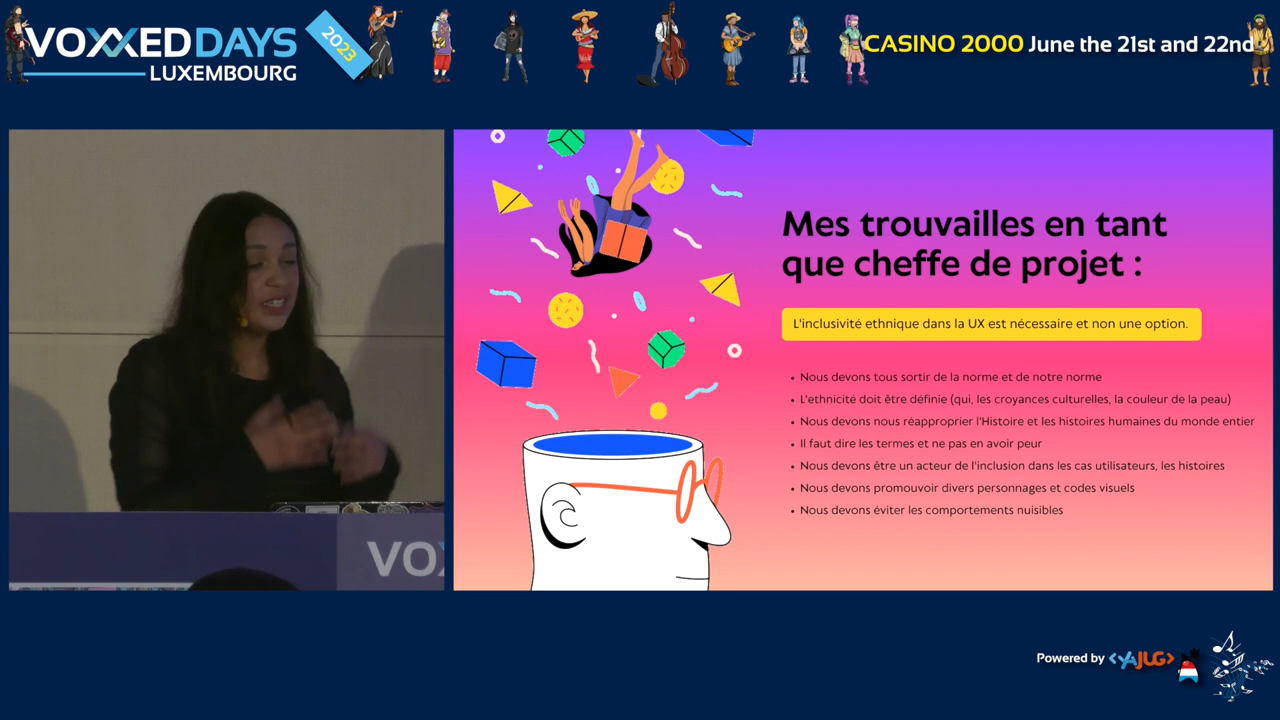 VOXXED DAYS
LUXEMBOURG
2023
CASINO 2000 June the 21st and 22nd
Mes trouvailles en tant
que cheffe de projet :
L'inclusivité ethnique dans la UX est nécessaire et non une option.
• Nous devons tous sortir de la norme et de notre norme
• L'ethnicité doit être définie (qui, les croyances culturelles, la couleur de la peau)
• Nous devons nous réapproprier l'Histoire et les histoires humaines du monde entier
• Il faut dire les termes et ne pas en avoir peur
• Nous devons être un acteur de l'inclusion dans les cas utilisateurs, les histoires
• Nous devons promouvoir divers personnages et codes visuels
• Nous devons éviter les comportements nuisibles
VO
Powered by <YAJUG>